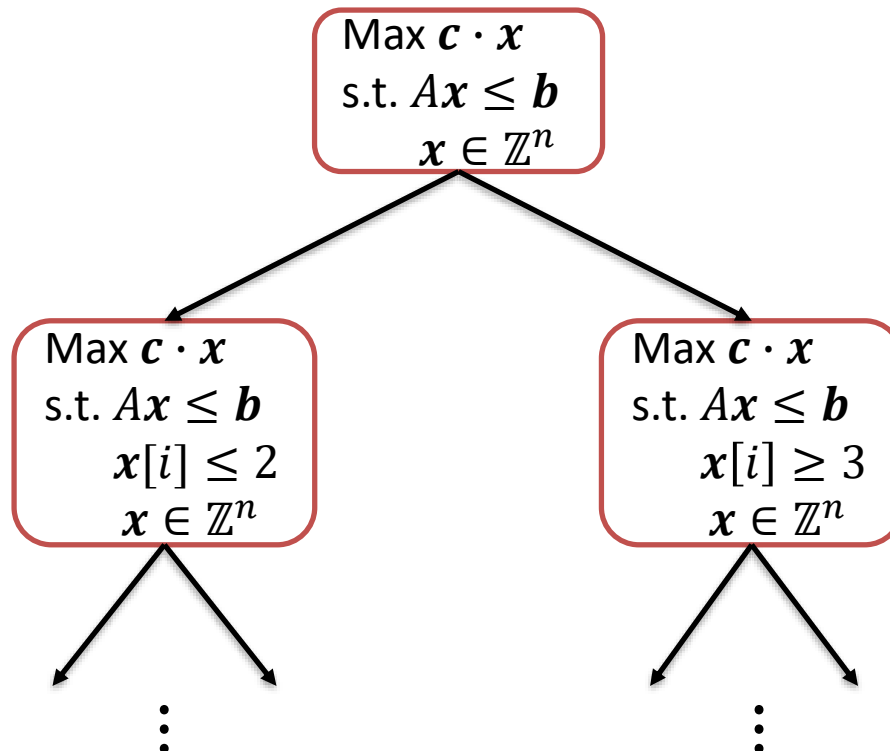 Max 𝒄 · 𝒙
s.t. 𝐴𝒙 ≤ 𝒃
𝒙 ∈ ℤⁿ
Max 𝒄 · 𝒙
s.t. 𝐴𝒙 ≤ 𝒃
𝒙[𝑖] ≤ 2
𝒙 ∈ ℤⁿ
Max 𝒄 · 𝒙
s.t. 𝐴𝒙 ≤ 𝒃
𝒙[𝑖] ≥ 3
𝒙 ∈ ℤⁿ
⋮
⋮